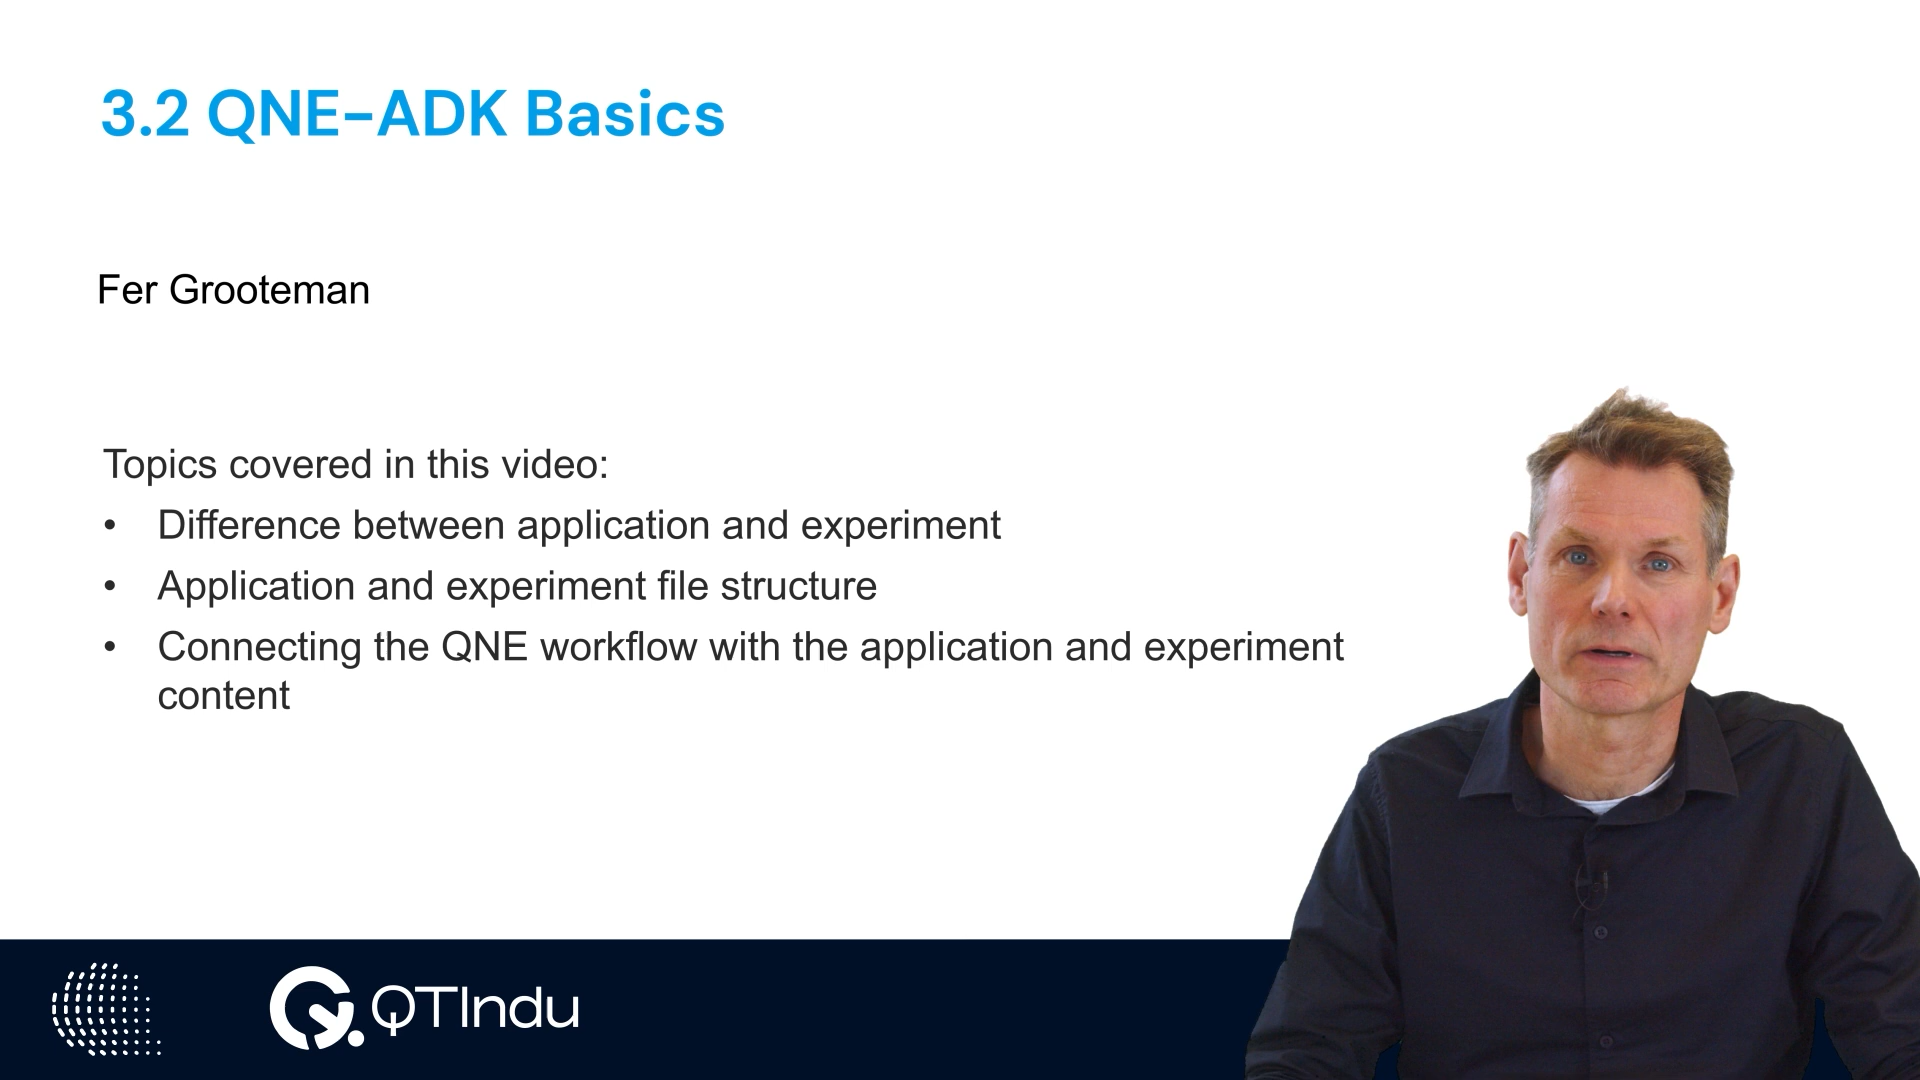 3.2 QNE-ADK Basics
Fer Grooteman
Topics covered in this video:
• Difference between application and experiment
• Application and experiment file structure
• Connecting the QNE workflow with the application and experiment
content
QTIndu